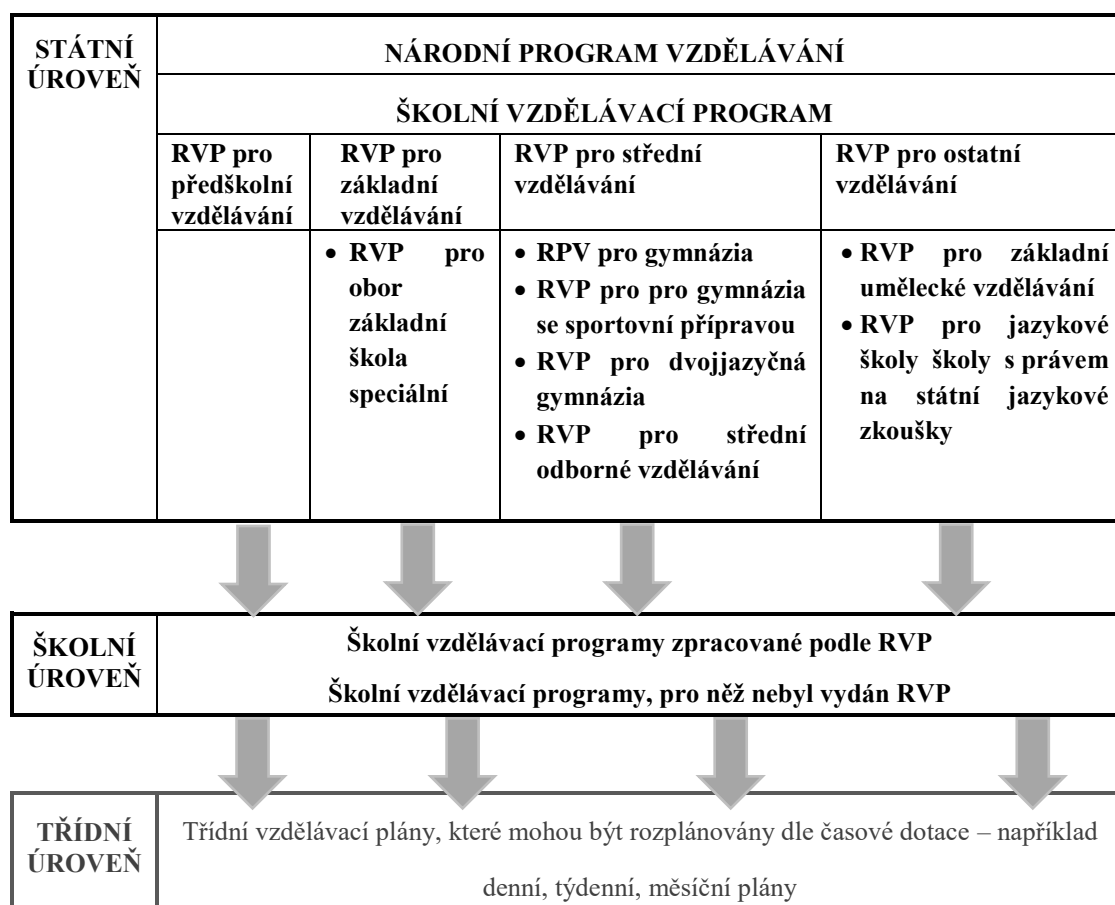 STÁTNÍ
ÚROVEŇ
NÁRODNÍ PROGRAM VZDĚLÁVÁNÍ
ŠKOLNÍ VZDĚLÁVACÍ PROGRAM
RVP pro
předškolní
vzdělávání
RVP pro
základní
vzdělávání
RVP pro střední
vzdělávání
RVP pro ostatní
vzdělávání
• RVP pro
obor
základní
škola
speciální
• RPV pro gymnázia
• RVP pro pro gymnázia
se sportovní přípravou
• RVP pro dvojjazyčná
gymnázia
• RVP pro střední
odborné vzdělávání
• RVP pro základní
umělecké vzdělávání
• RVP pro jazykové
školy školy s právem
na státní jazykové
zkoušky
ŠKOLNÍ
ÚROVEŇ
Školní vzdělávací programy zpracované podle RVP
Školní vzdělávací programy, pro něž nebyl vydán RVP
TŘÍDNÍ
ÚROVEŇ
Třídní vzdělávací plány, které mohou být rozplánovány dle časové dotace – například
denní, týdenní, měsíční plány